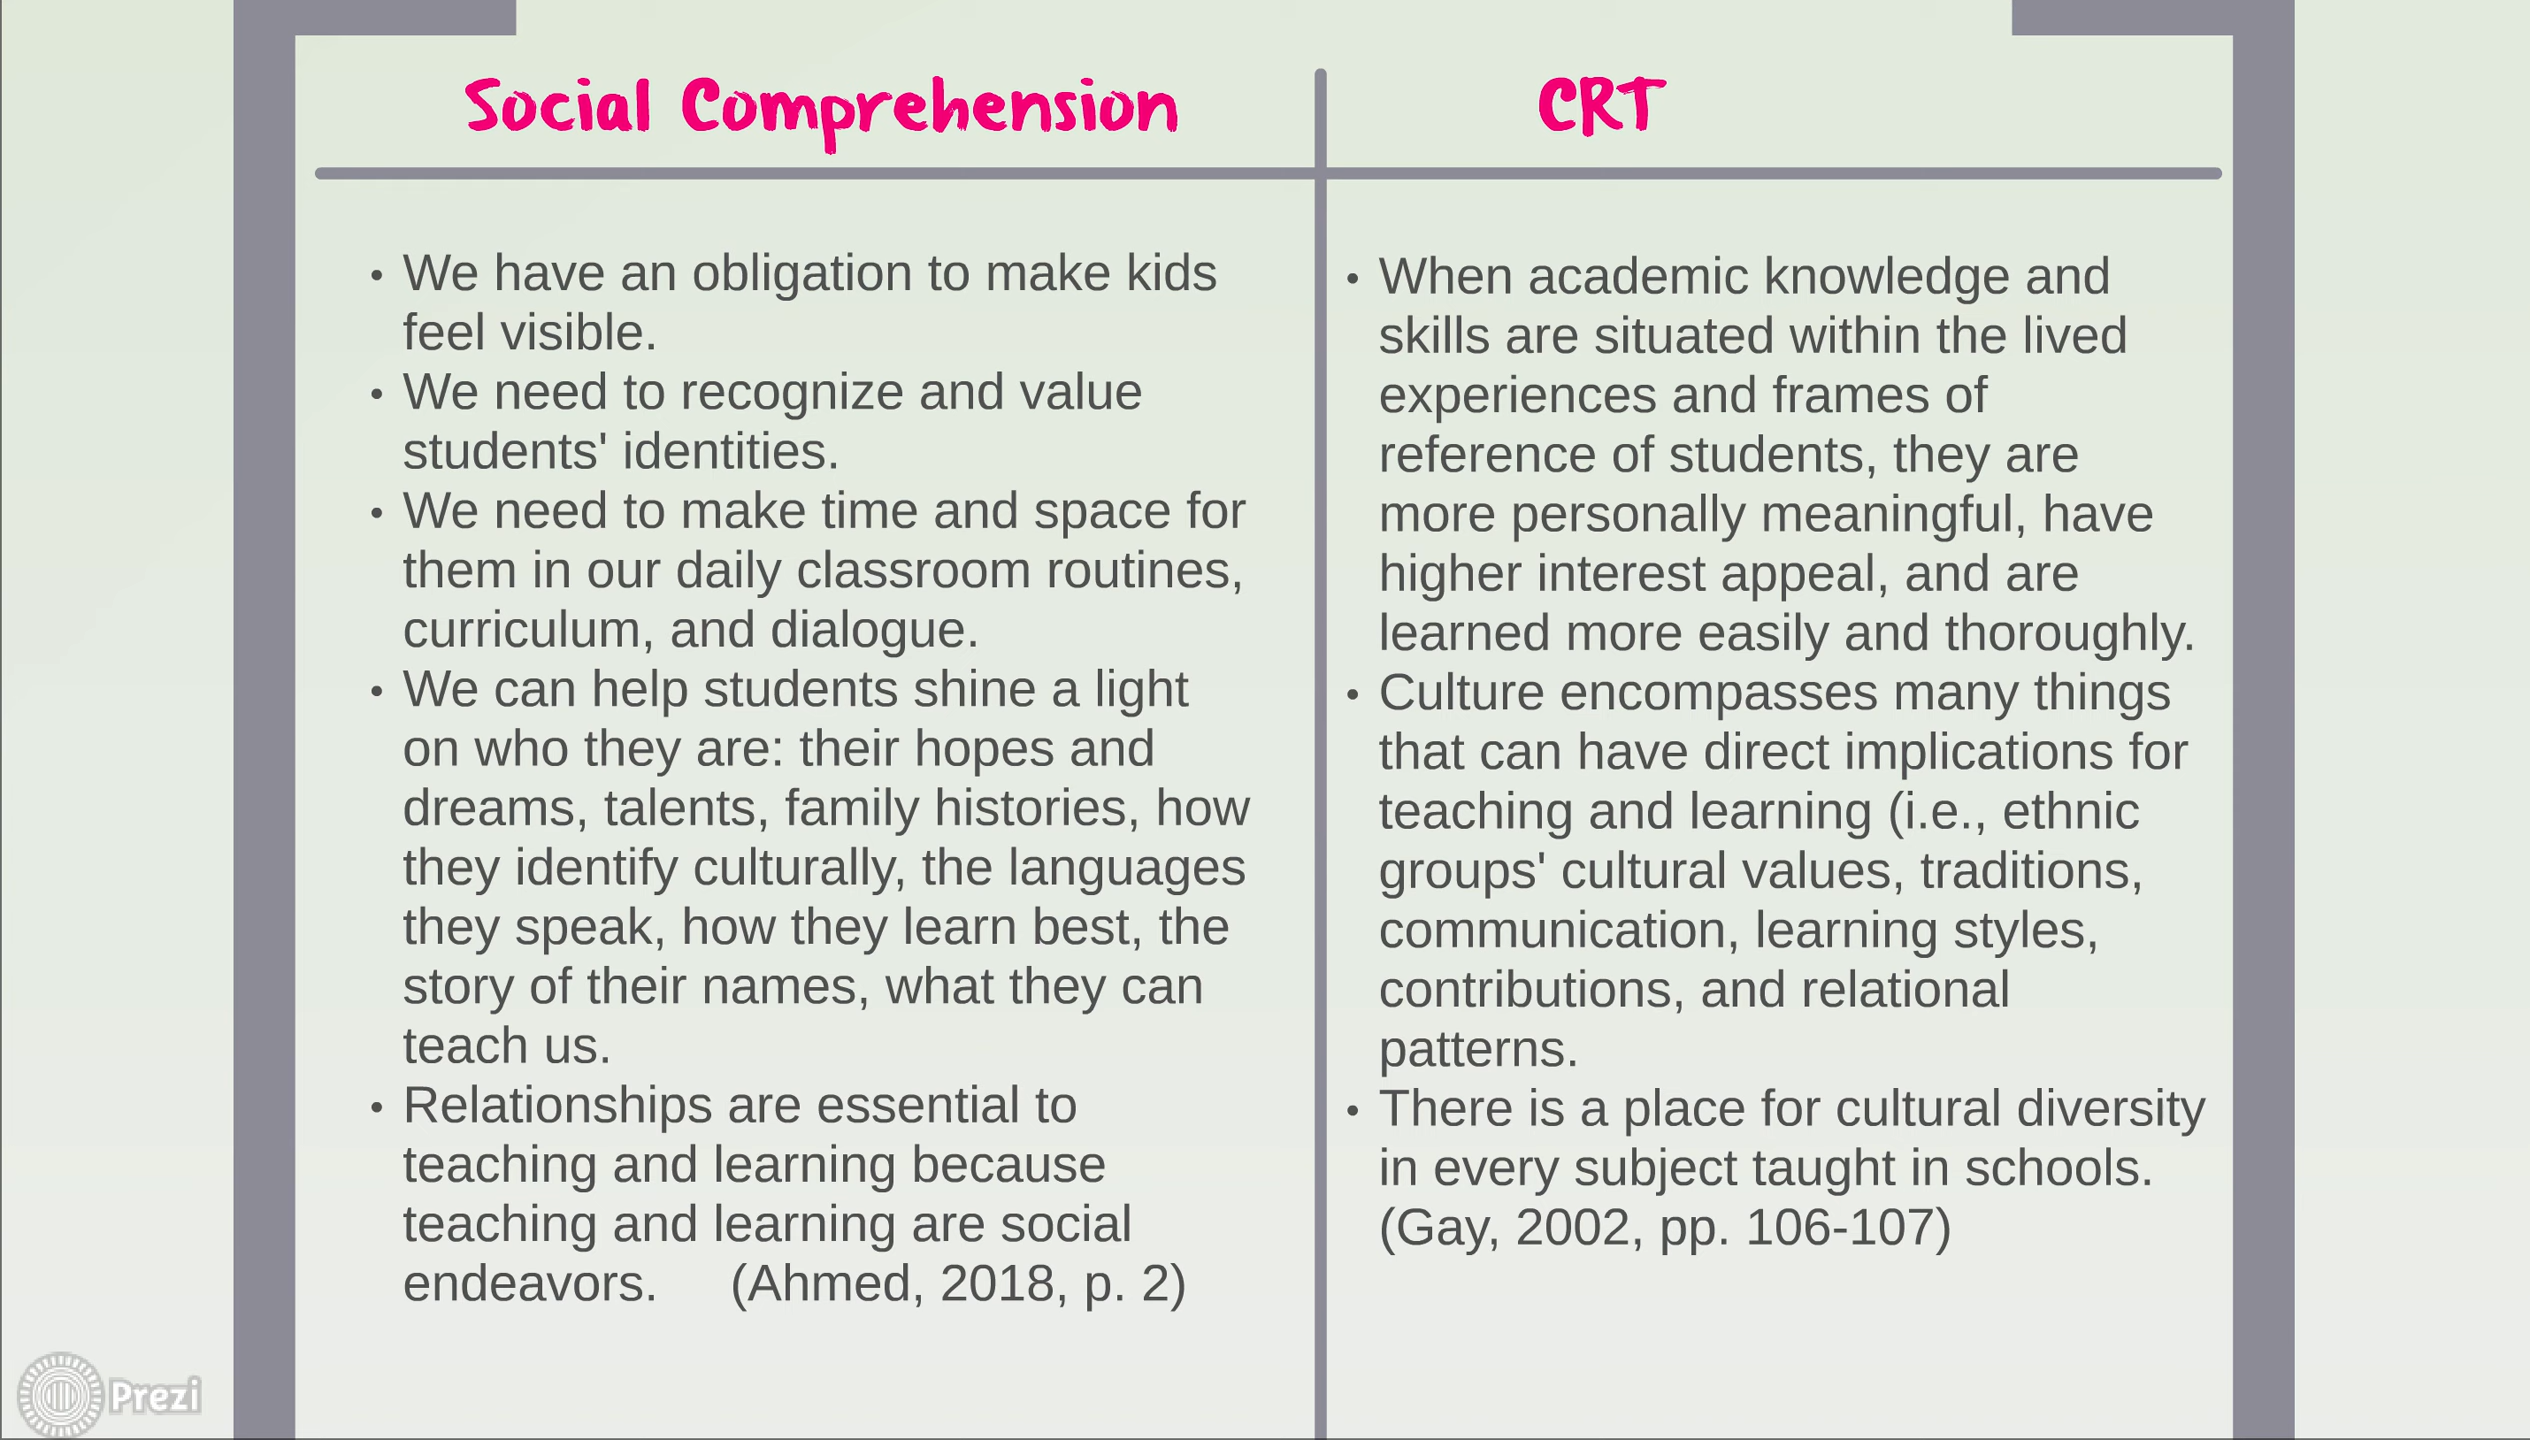 Social Comprehension
• We have an obligation to make kids
feel visible.
• We need to recognize and value
students' identities.
• We need to make time and space for
them in our daily classroom routines,
curriculum, and dialogue.
• We can help students shine a light
on who they are: their hopes and
dreams, talents, family histories, how
they identify culturally, the languages
they speak, how they learn best, the
story of their names, what they can
teach us.
• Relationships are essential to
teaching and learning because
teaching and learning are social
endeavors. (Ahmed, 2018, p. 2)
CRT
• When academic knowledge and
skills are situated within the lived
experiences and frames of
reference of students, they are
more personally meaningful, have
higher interest appeal, and are
learned more easily and thoroughly.
• Culture encompasses many things
that can have direct implications for
teaching and learning (i.e., ethnic
groups' cultural values, traditions,
communication, learning styles,
contributions, and relational
patterns.
• There is a place for cultural diversity
in every subject taught in schools.
(Gay, 2002, pp. 106-107)
Prezi